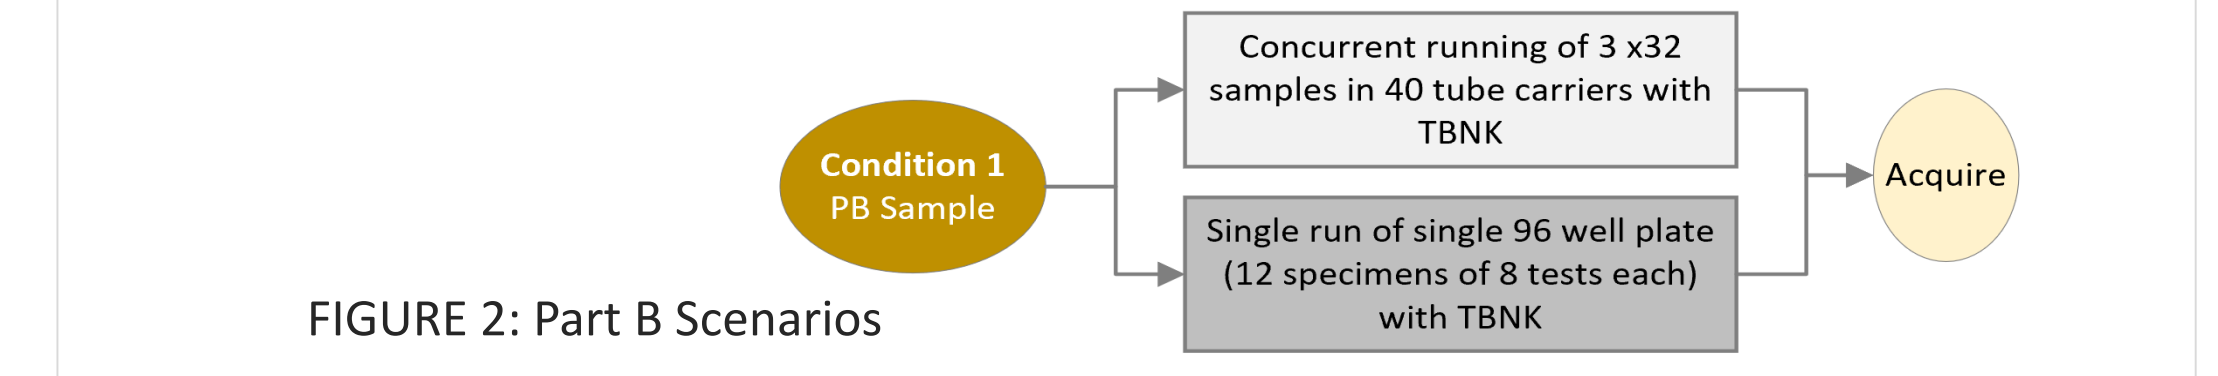 Condition 1
PB Sample
Concurrent running of 3 x32
samples in 40 tube carriers with
TBNK
Single run of single 96 well plate
(12 specimens of 8 tests each)
with TBNK
Acquire
FIGURE 2: Part B Scenarios